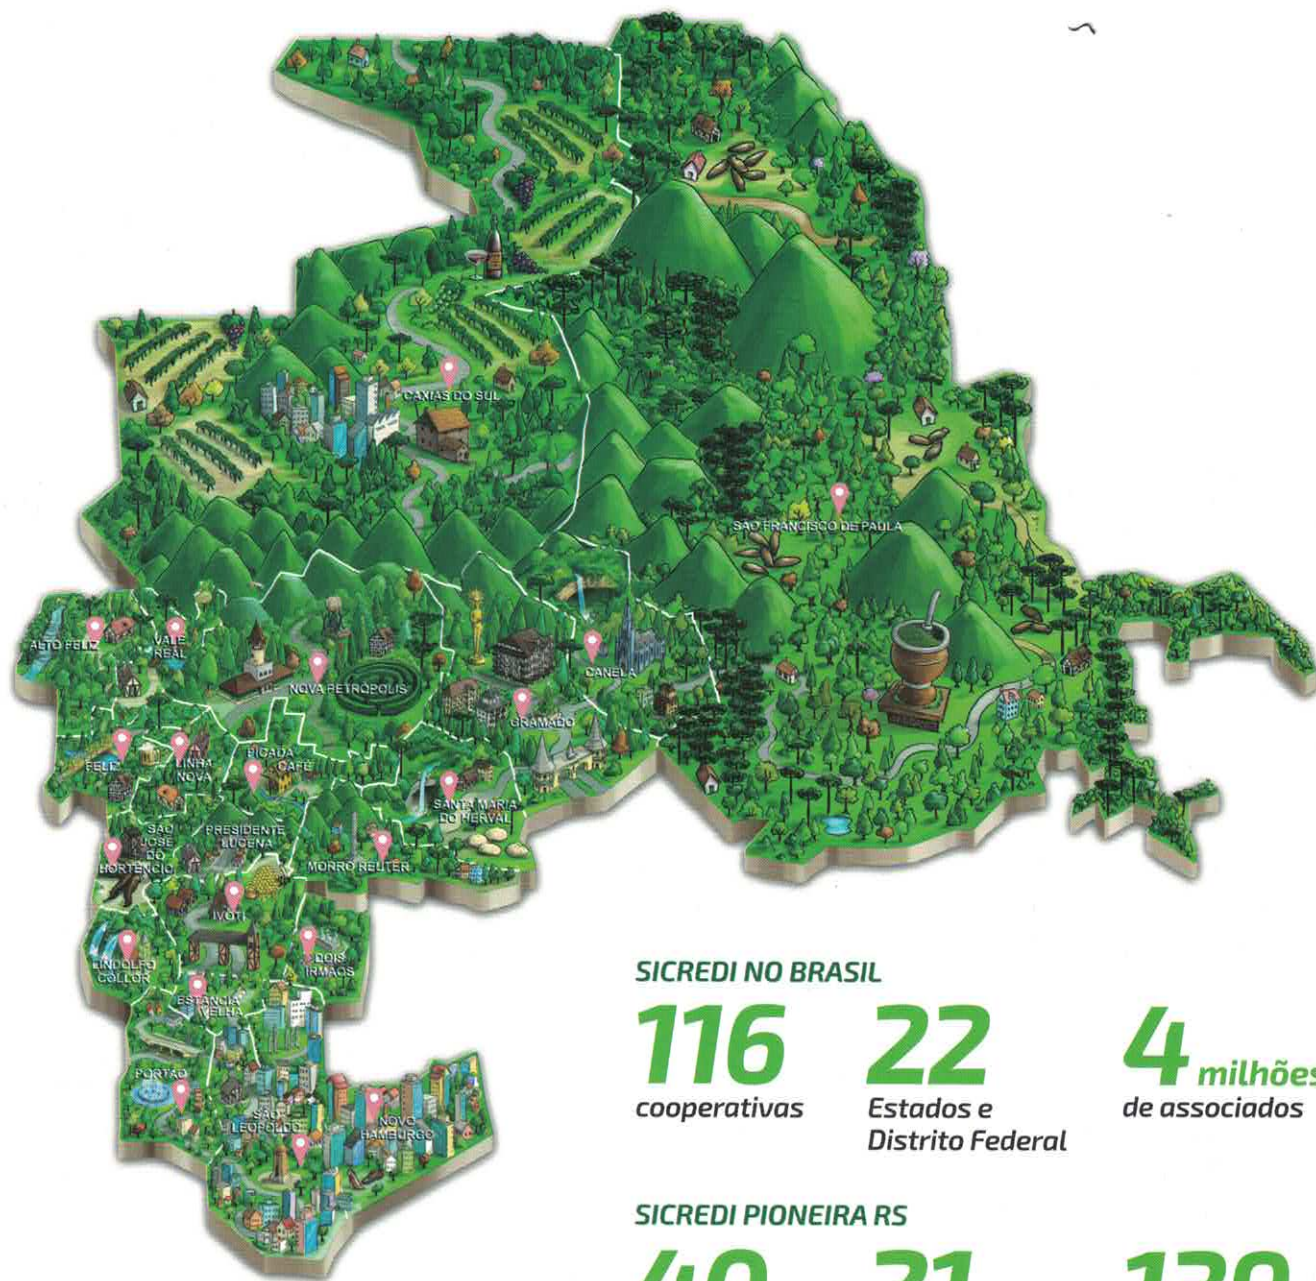 CAXIAS DO SUL
SÃO FRANCISCO DE PAULA
ALTO FELIZ
VALE
REAL
NOVA PETRÓPOLIS
CANELA
GRAMADO
FELIZ
LINHA
NOVA
PICADA
CAFÉ
SANTA MARIA
DO HERVAL
SÃO
JOSÉ
DO
HORTÊNCIO
PRESIDENTE
LUCENA
MORRO REUTER
IVOTI
LINDOLFO
COLLOR
DOIS
IRMÃOS
ESTÂNCIA
VELHA
PORTÃO
SÃO
LEOPOLDO
NOVO
HAMBURGO
SICREDI NO BRASIL
116
cooperativas
22
Estados e
Distrito Federal
4 milhões
de associados
SICREDI PIONEIRA RS
40
21